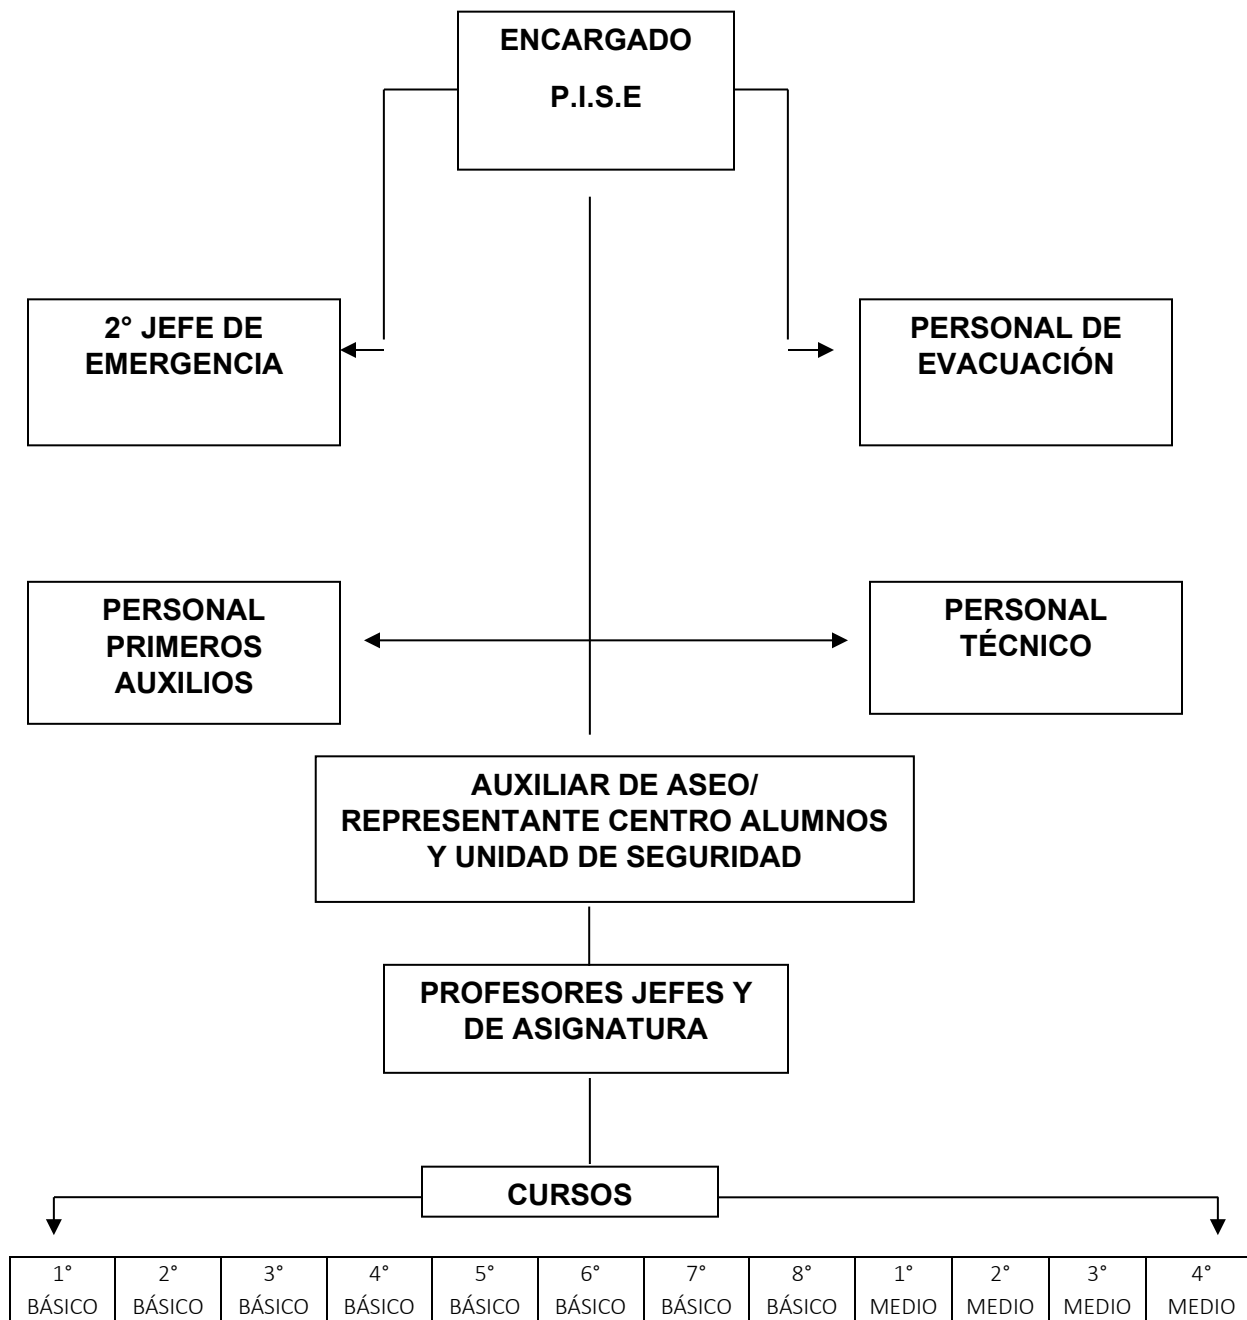 ENCARGADO
P.I.S.E
2° JEFE DE
EMERGENCIA
PERSONAL DE
EVACUACIÓN
PERSONAL
PRIMEROS
AUXILIOS
PERSONAL
TÉCNICO
AUXILIAR DE ASEO/
REPRESENTANTE CENTRO ALUMNOS
Y UNIDAD DE SEGURIDAD
PROFESORES JEFES Y
DE ASIGNATURA
CURSOS
1° 2° 3° 4° 5° 6° 7° 8° 1° 2° 3° 4°
BÁSICO BÁSICO BÁSICO BÁSICO BÁSICO BÁSICO BÁSICO BÁSICO MEDIO MEDIO MEDIO MEDIO